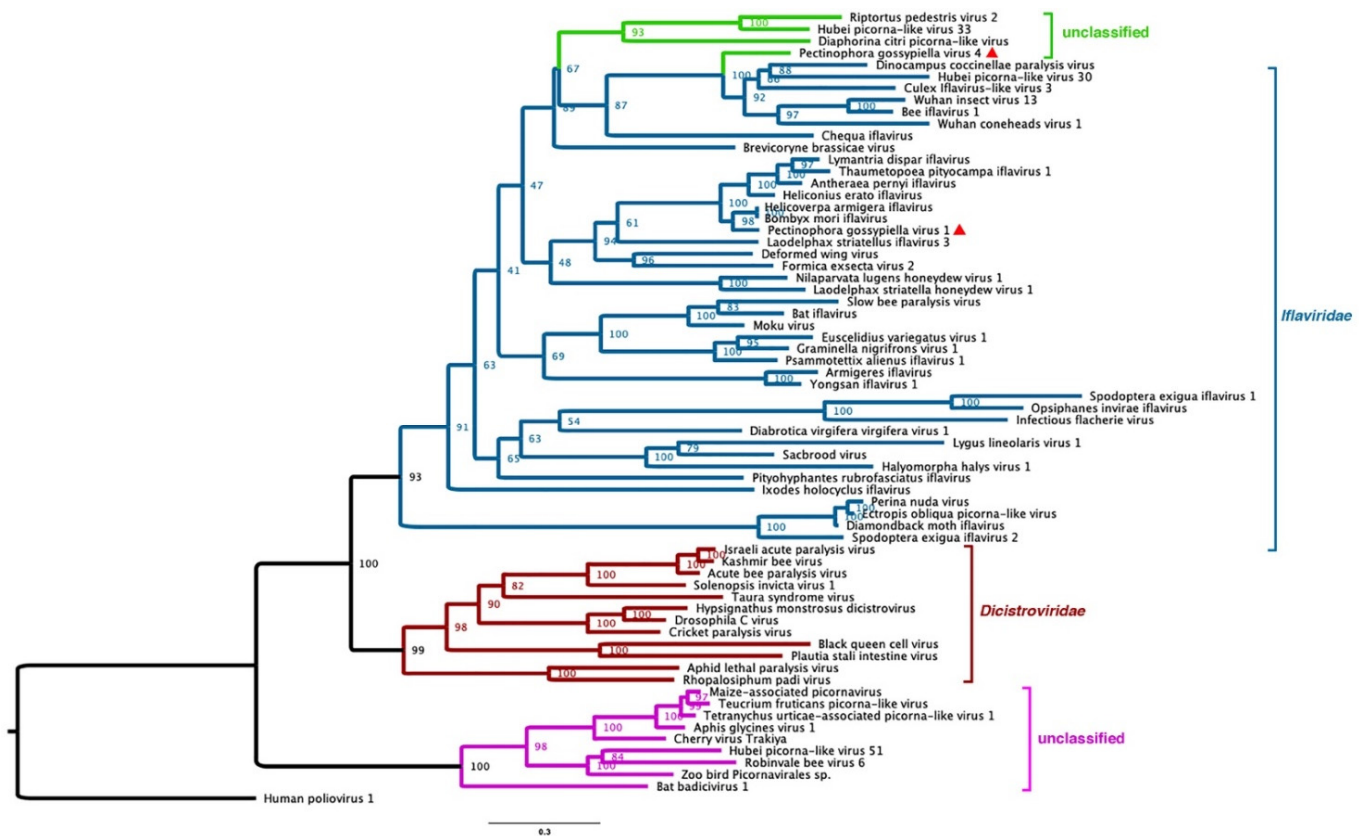 Riptortus pedestris virus 2
100
Hubei picorna-like virus 33
93
Diaphorina citri picorna-like virus
unclassified
Pectinophora gossypiella virus 4
Dinocampus coccinellae paralysis virus
67
100
88
86
Hubei picorna-like virus 30
Culex Iflavirus-like virus 3
92
Wuhan insect virus 13
89
87
100
97
Bee iflavirus 1
Wuhan coneheads virus 1
Chequa iflavirus
Brevicoryne brassicae virus
Lymantria dispar iflavirus
97
100
Thaumetopoea pityocampa iflavirus 1
47
100
Antheraea pernyi iflavirus
Heliconius erato iflavirus
100
Helicoverpa armigera iflavirus
100
61
98
Bombyx mori iflavirus
Pectinophora gossypiella virus 1
94
Laodelphax striatellus iflavirus 3
Deformed wing virus
48
96
41
Formica exsecta virus 2
Nilaparvata lugens honeydew virus 1
100
Laodelphax striatella honeydew virus 1
Slow bee paralysis virus
83
100
Bat iflavirus
Iflaviridae
Moku virus
100
Euscelidius variegatus virus 1
95
100
Graminella nigrifrons virus 1
69
63
Psammotettix alienus iflavirus 1
Armigeres iflavirus
100
Yongsan iflavirus 1
Spodoptera exigua iflavirus 1
100
100
Opsiphanes invirae iflavirus
54
Infectious flacherie virus
91
Diabrotica virgifera virgifera virus 1
63
Lygus lineolaris virus 1
79
65
100
Sacbrood virus
Halyomorpha halys virus 1
93
Pityohyphantes rubrofasciatus iflavirus
Ixodes holocyclus iflavirus
Perina nuda virus
100
100
Ectropis obliqua picorna-like virus
100
Diamondback moth iflavirus
Spodoptera exigua iflavirus 2
Israeli acute paralysis virus
100
100
100
Kashmir bee virus
100
Acute bee paralysis virus
82
Solenopsis invicta virus 1
90
Taura syndrome virus
Hypsignathus monstrosus dicistrovirus
Dicistroviridae
100
98
100
Drosophila C virus
Cricket paralysis virus
99
Black queen cell virus
100
Plautia stali intestine virus
Aphid lethal paralysis virus
100
Rhopalosiphum padi virus
Maize-associated picornavirus
97
99
Teucrium fruticans picorna-like virus
100
Tetranychus urticae-associated picorna-like virus 1
100
Aphis glycines virus 1
Cherry virus Trakiya
unclassified
98
Hubei picorna-like virus 51
84
100
100
Robinvale bee virus 6
Zoo bird Picornavirales sp.
Bat badicivirus 1
Human poliovirus 1
0.3